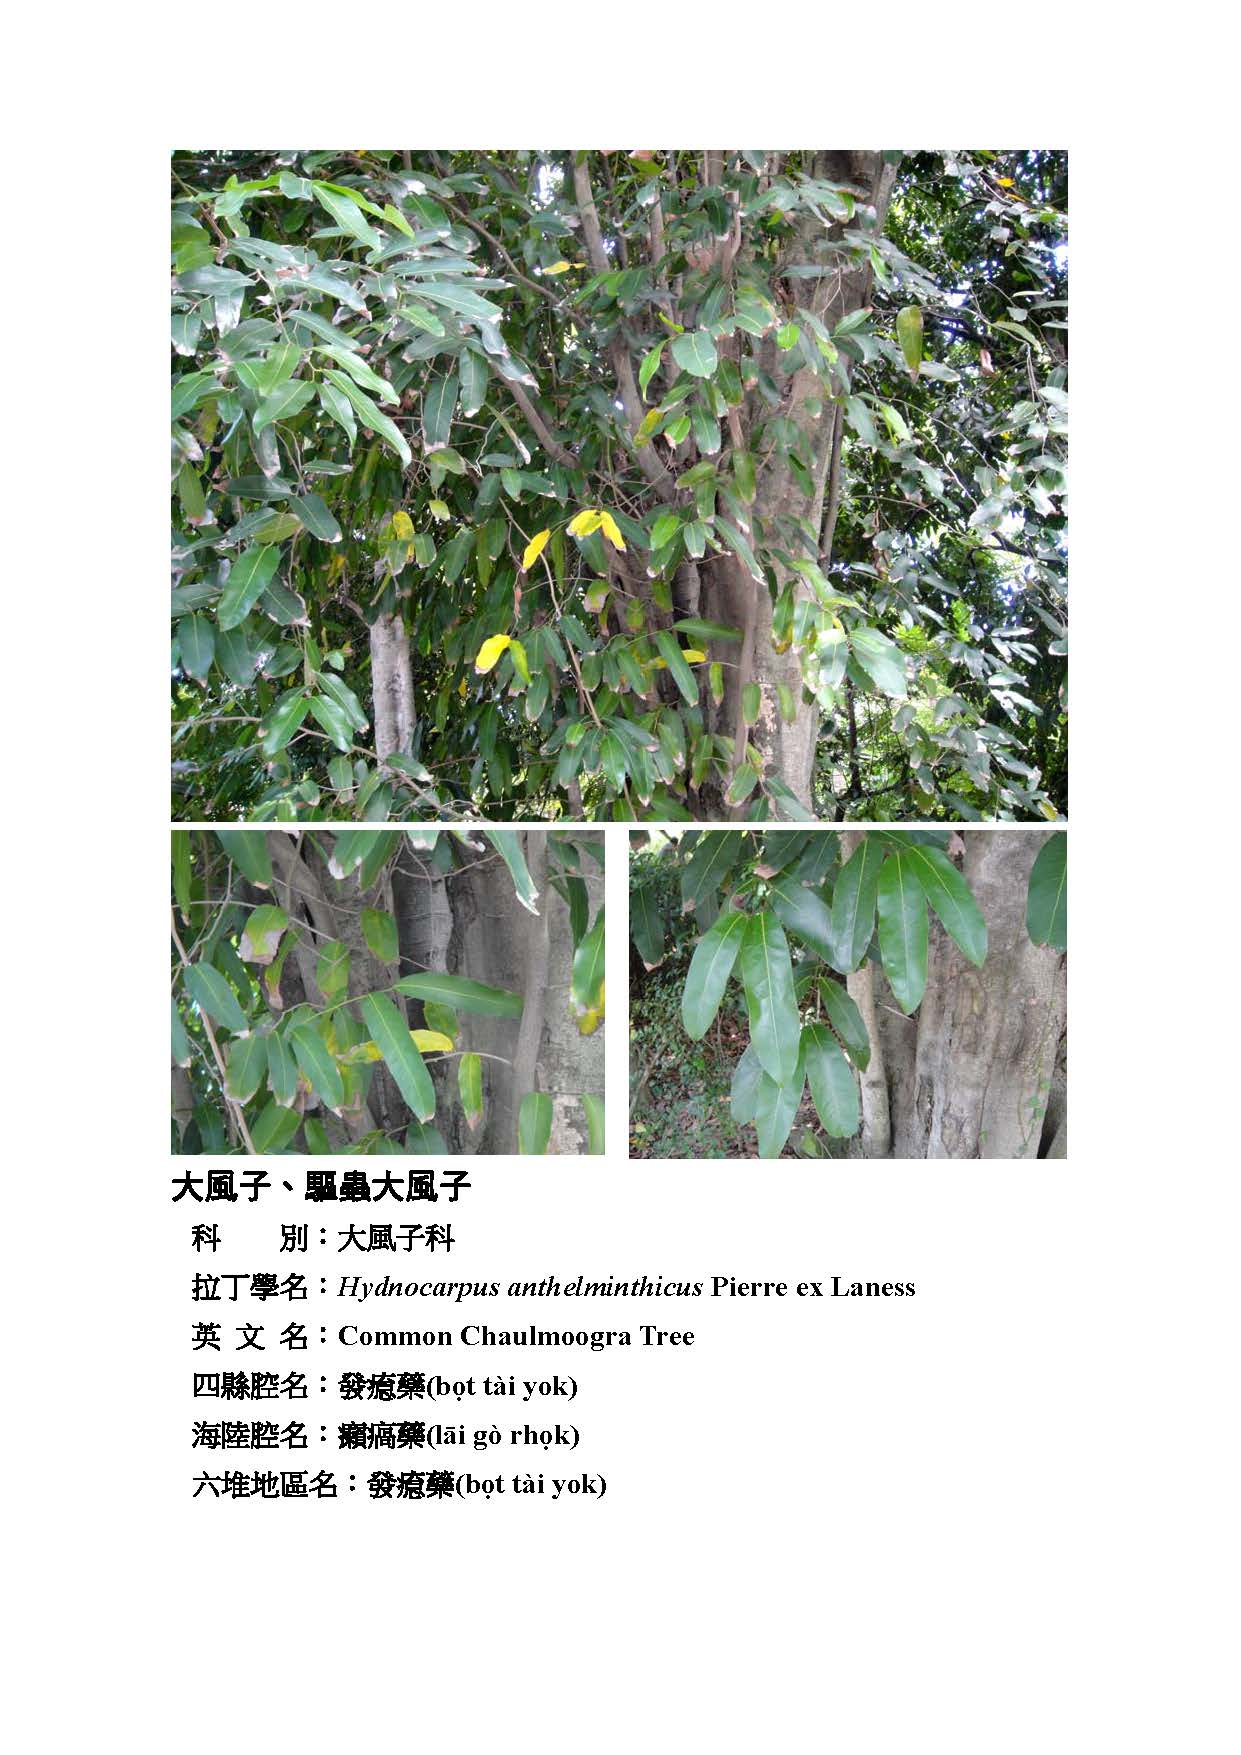 大風子、驅蟲大風子
科　　別：大風子科
拉丁學名：Hydnocarpus anthelminthicus Pierre ex Laness
英 文 名：Common Chaulmoogra Tree
四縣腔名：發瘜藥(bọt tài yok)
海陸腔名：癩㾏藥(lāi gò rhọk)
六堆地區名：發瘜藥(bọt tài yok)